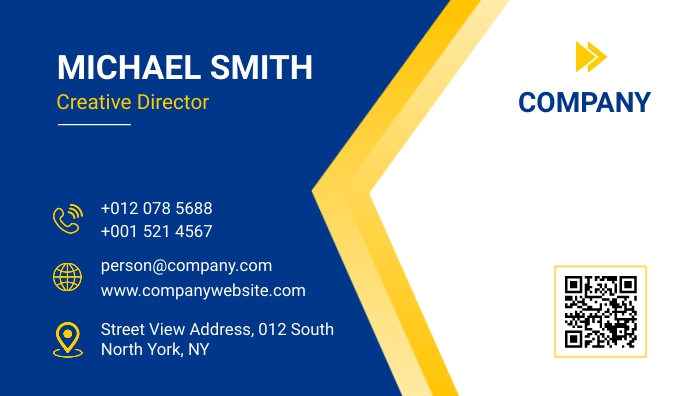 MICHAEL SMITH
Creative Director
+012 078 5688
+001 521 4567
person@company.com
www.companywebsite.com
Street View Address, 012 South
North York, NY
COMPANY